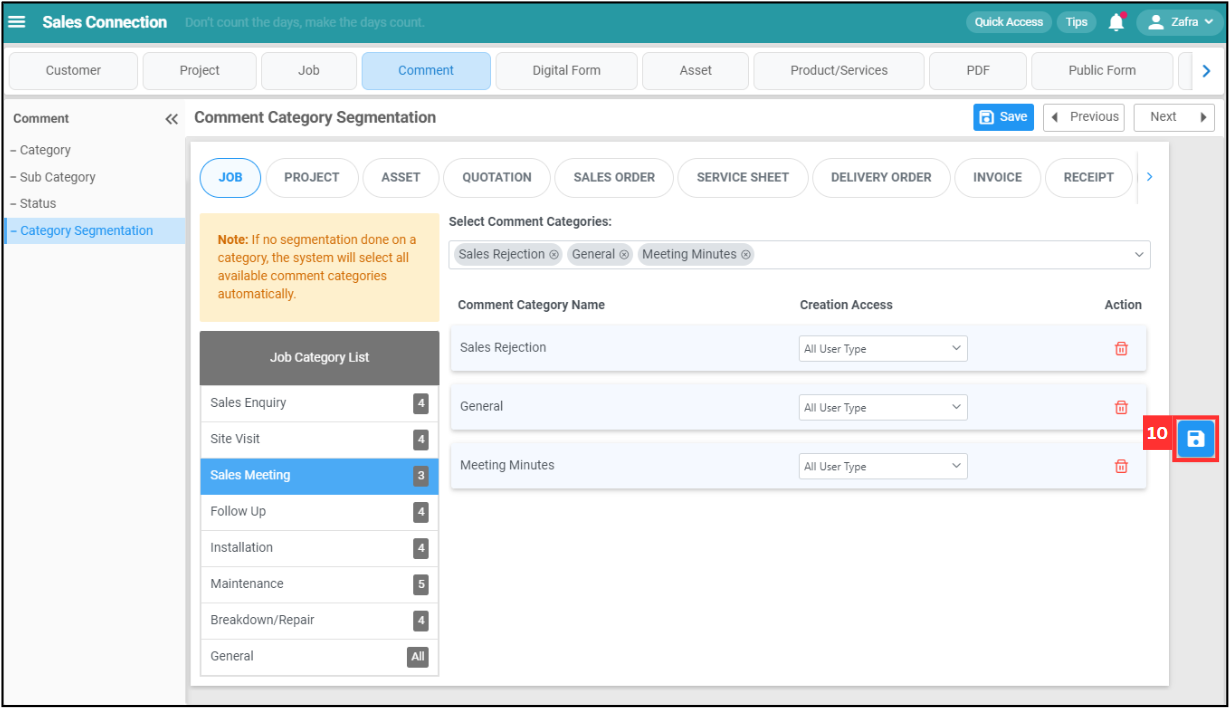 Sales Connection Don't count the days, make the days count. Quick Access Tips Zafra
Customer Project Job Comment Digital Form Asset Product/Services PDF Public Form
Comment
– Category
– Sub Category
– Status
– Category Segmentation
Comment Category Segmentation Save Previous Next
JOB PROJECT ASSET QUOTATION SALES ORDER SERVICE SHEET DELIVERY ORDER INVOICE RECEIPT
Note: If no segmentation done on a
category, the system will select all
available comment categories
automatically.
Job Category List
Sales Enquiry 4
Site Visit 4
Sales Meeting 3
Follow Up 4
Installation 4
Maintenance 5
Breakdown/Repair 4
General All
Select Comment Categories:
Sales Rejection General Meeting Minutes
Comment Category Name Creation Access Action
Sales Rejection All User Type
General All User Type
Meeting Minutes All User Type
10